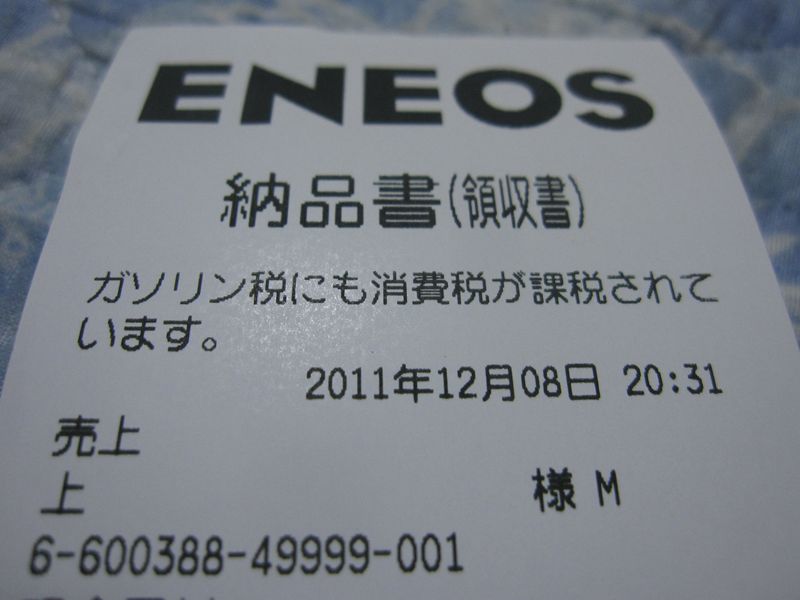 ENEOS
納品書(領収書)
ガソリン税にも消費税が課税されて
います。
2011年12月08日 20:31
売上
上 様 M
6-600388-49999-001